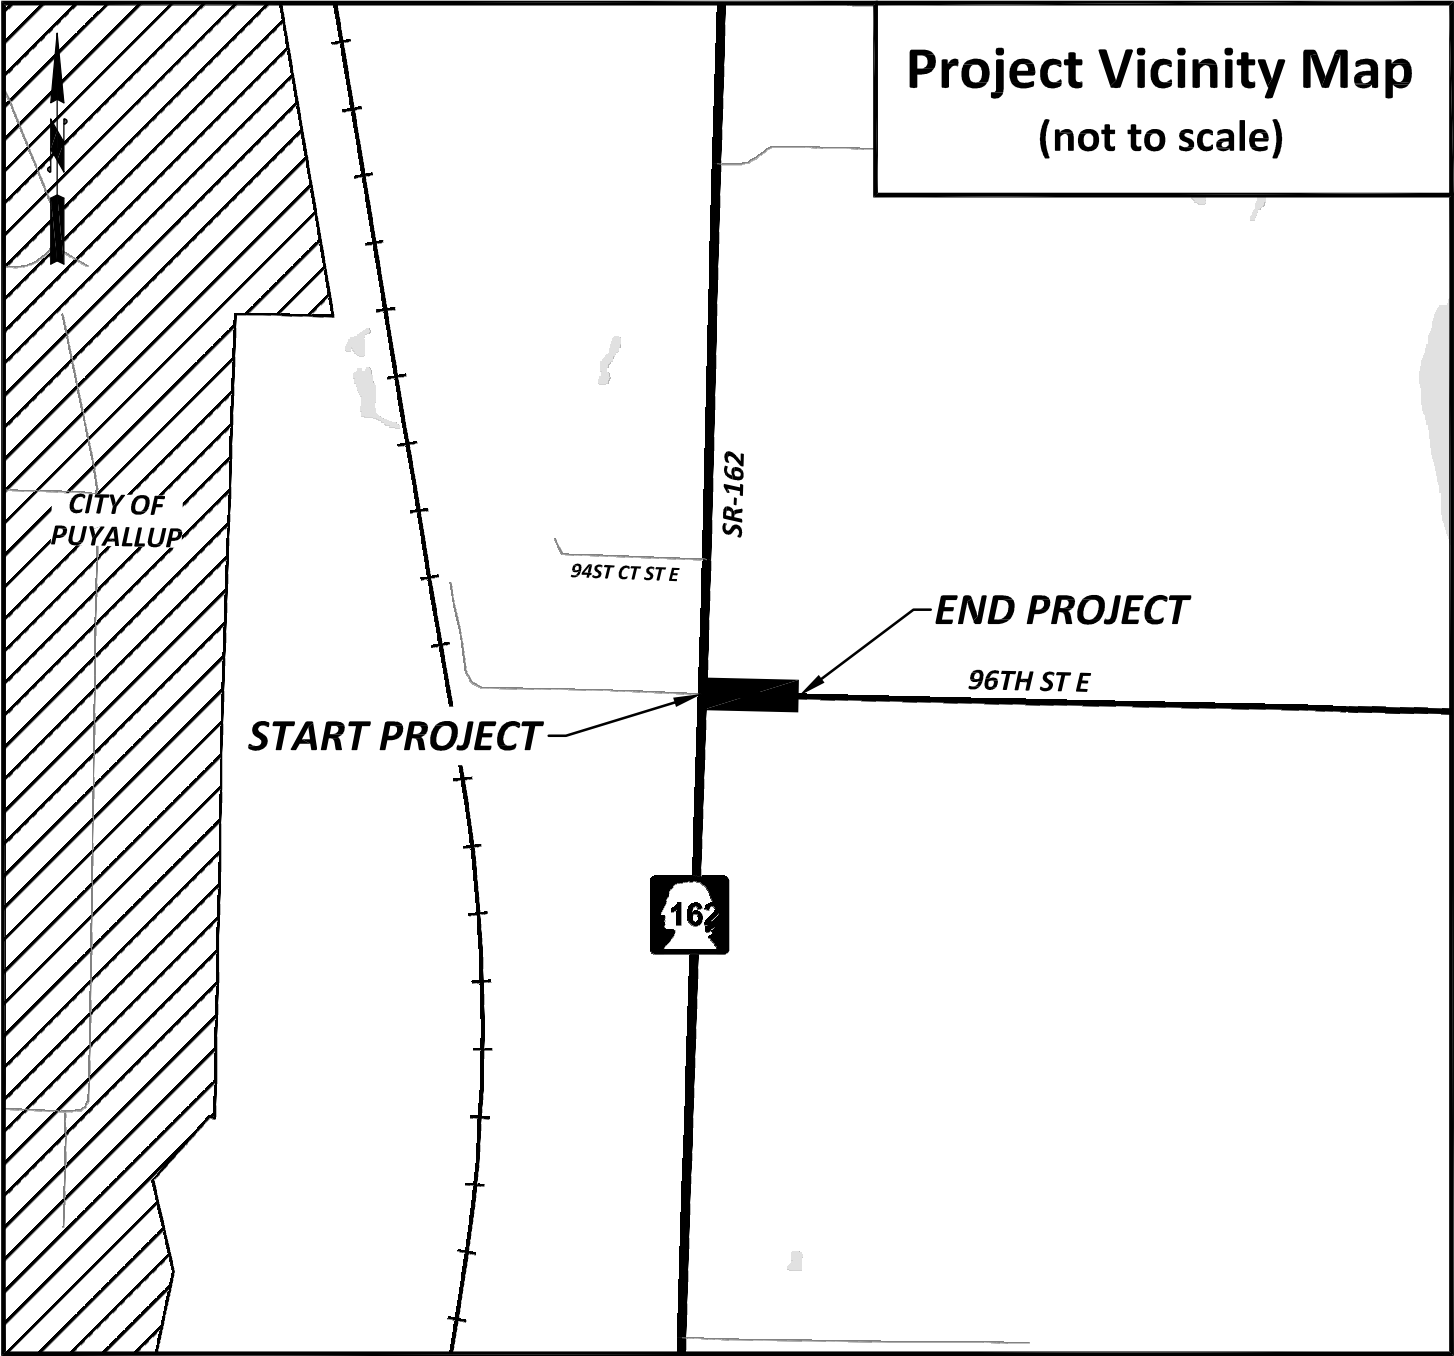 Project Vicinity Map
(not to scale)
N
CITY OF
PUYALLUP
SR-162
94ST CT ST E
END PROJECT
96TH ST E
START PROJECT
162